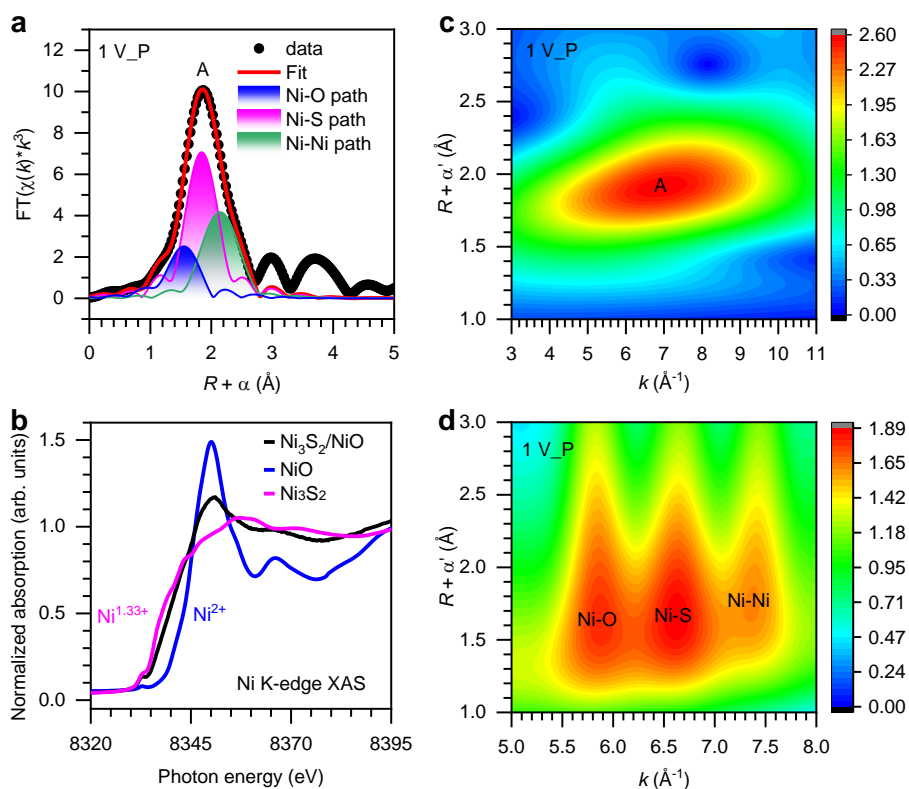 a
1 V_P
A
data
Fit
Ni-O path
Ni-S path
Ni-Ni path
FT(χ(k)*k³)
12
10
8
6
4
2
0
0 1 2 3 4 5
R + α (Å)
c
1 V_P
A
R + α' (Å)
3.0
2.5
2.0
1.5
1.0
3 4 5 6 7 8 9 10 11
k (Å⁻¹)
2.60
2.27
1.95
1.63
1.30
0.98
0.65
0.33
0.00
b
Ni₃S₂/NiO
NiO
Ni₃S₂
Ni¹·³³⁺
Ni²⁺
Ni K-edge XAS
Normalized absorption (arb. units)
1.5
1.0
0.5
0.0
8320 8345 8370 8395
Photon energy (eV)
d
1 V_P
Ni-O
Ni-S
Ni-Ni
R + α' (Å)
3.0
2.5
2.0
1.5
1.0
5.0 5.5 6.0 6.5 7.0 7.5 8.0
k (Å⁻¹)
1.89
1.65
1.42
1.18
0.94
0.71
0.47
0.24
0.00